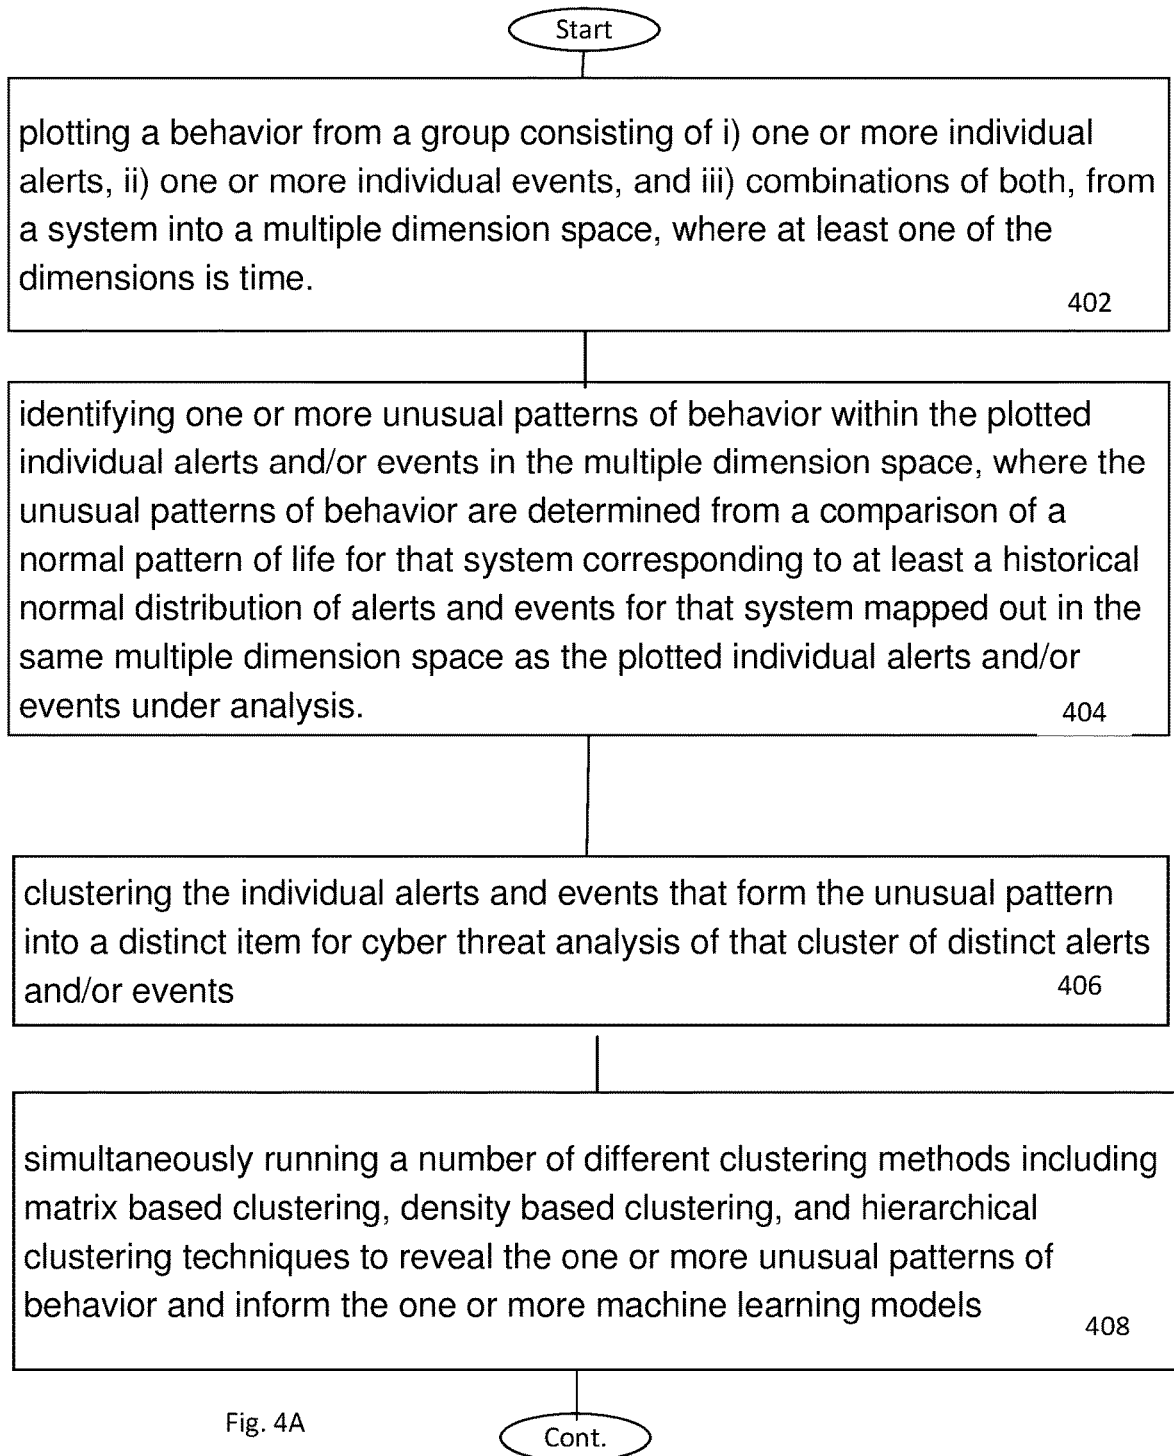 Start
plotting a behavior from a group consisting of i) one or more individual
alerts, ii) one or more individual events, and iii) combinations of both, from
a system into a multiple dimension space, where at least one of the
dimensions is time.
402
identifying one or more unusual patterns of behavior within the plotted
individual alerts and/or events in the multiple dimension space, where the
unusual patterns of behavior are determined from a comparison of a
normal pattern of life for that system corresponding to at least a historical
normal distribution of alerts and events for that system mapped out in the
same multiple dimension space as the plotted individual alerts and/or
events under analysis.
404
clustering the individual alerts and events that form the unusual pattern
into a distinct item for cyber threat analysis of that cluster of distinct alerts
and/or events
406
simultaneously running a number of different clustering methods including
matrix based clustering, density based clustering, and hierarchical
clustering techniques to reveal the one or more unusual patterns of
behavior and inform the one or more machine learning models
408
Fig. 4A
Cont.